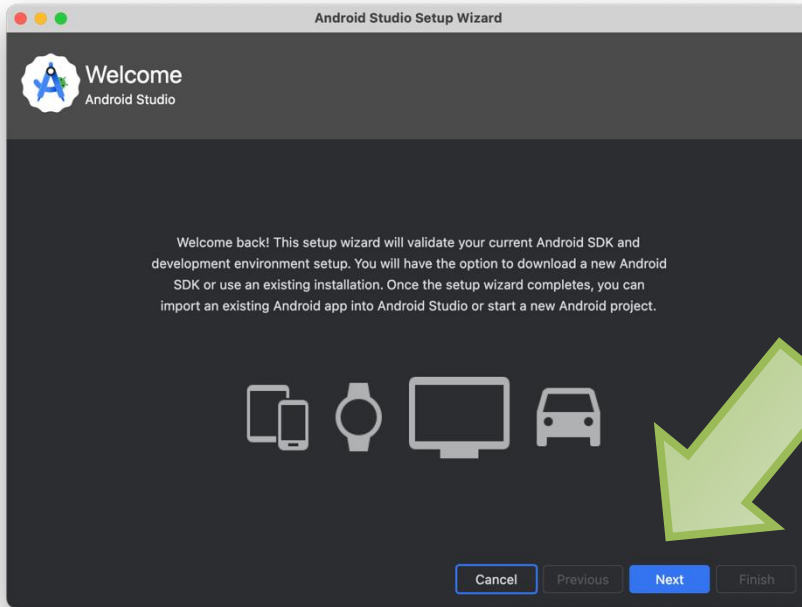 Android Studio Setup Wizard
Welcome
Android Studio
Welcome back! This setup wizard will validate your current Android SDK and
development environment setup. You will have the option to download a new Android
SDK or use an existing installation. Once the setup wizard completes, you can
import an existing Android app into Android Studio or start a new Android project.
Cancel Previous Next Finish